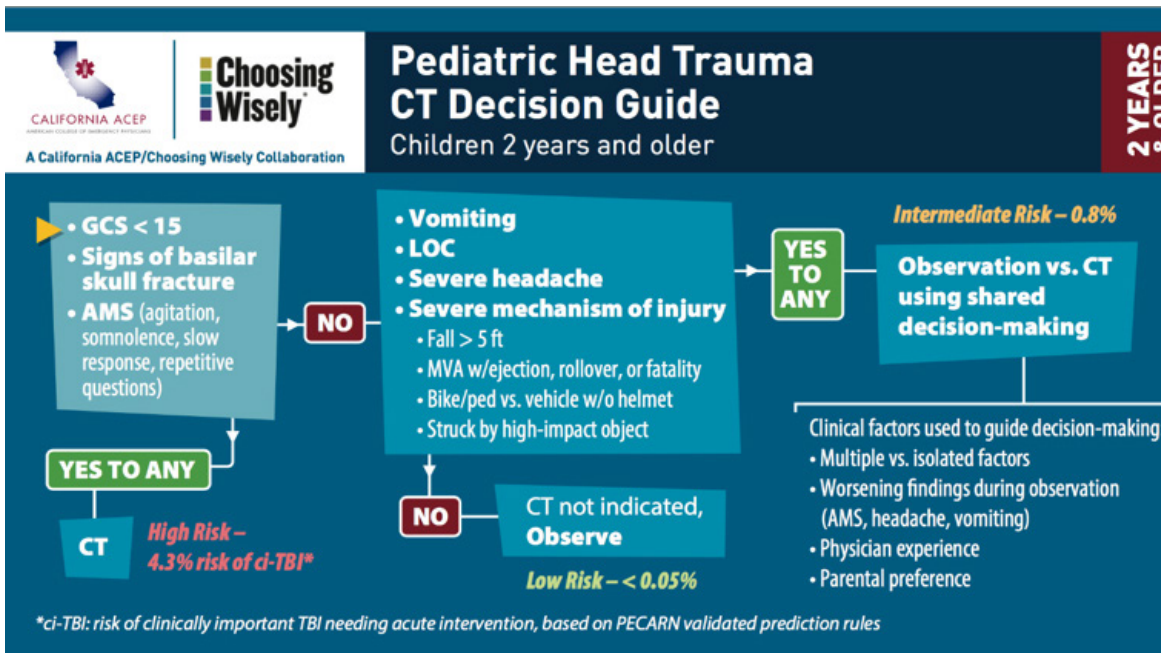 CALIFORNIA ACEP
AMERICAN COLLEGE OF EMERGENCY PHYSICIANS
Choosing
Wisely®
A California ACEP/Choosing Wisely Collaboration
Pediatric Head Trauma
CT Decision Guide
Children 2 years and older
2 YEARS
• GCS < 15
• Signs of basilar
skull fracture
• AMS (agitation,
somnolence, slow
response, repetitive
questions)
YES TO ANY
CT
High Risk –
4.3% risk of ci-TBI*
NO
• Vomiting
• LOC
• Severe headache
• Severe mechanism of injury
• Fall > 5 ft
• MVA w/ejection, rollover, or fatality
• Bike/ped vs. vehicle w/o helmet
• Struck by high-impact object
NO
CT not indicated,
Observe
Low Risk – < 0.05%
YES
TO
ANY
Intermediate Risk – 0.8%
Observation vs. CT
using shared
decision-making
Clinical factors used to guide decision-making
• Multiple vs. isolated factors
• Worsening findings during observation
(AMS, headache, vomiting)
• Physician experience
• Parental preference
*ci-TBI: risk of clinically important TBI needing acute intervention, based on PECARN validated prediction rules